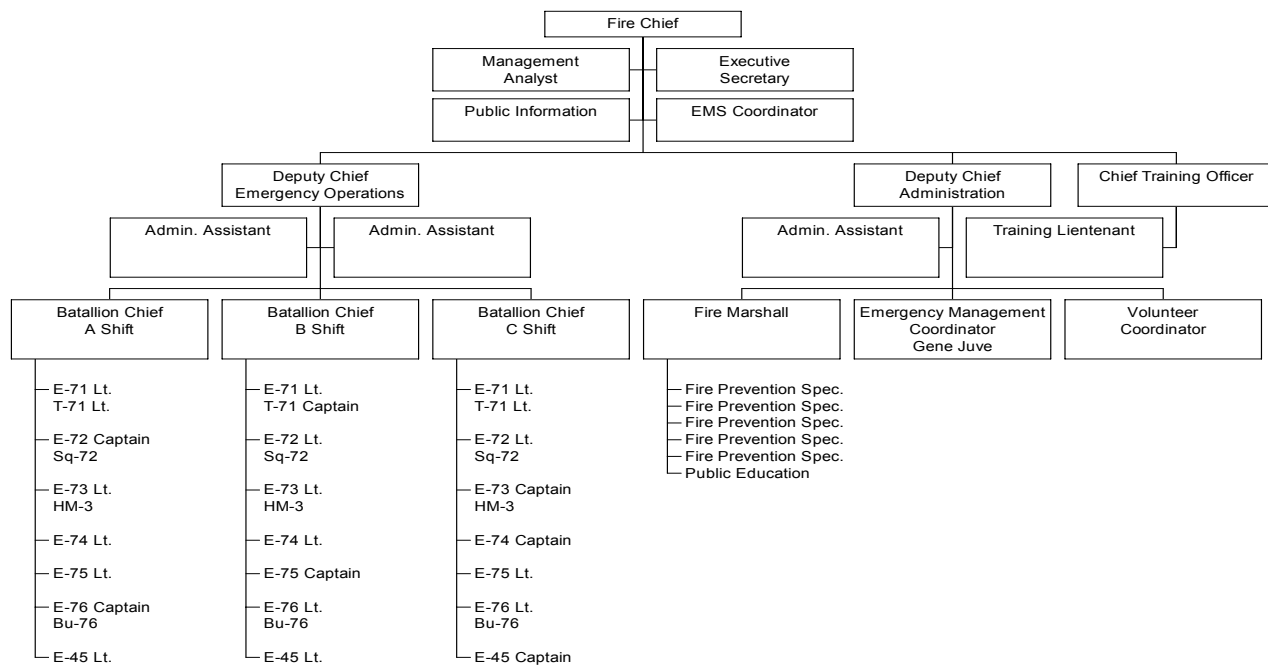 Fire Chief
Management
Analyst
Executive
Secretary
Public Information
EMS Coordinator
Deputy Chief
Emergency Operations
Deputy Chief
Administration
Chief Training Officer
Admin. Assistant
Admin. Assistant
Admin. Assistant
Training Lientenant
Batallion Chief
A Shift
Batallion Chief
B Shift
Batallion Chief
C Shift
Fire Marshall
Emergency Management
Coordinator
Gene Juve
Volunteer
Coordinator
E-71 Lt.
T-71 Lt.
E-72 Captain
Sq-72
E-73 Lt.
HM-3
E-74 Lt.
E-75 Lt.
E-76 Captain
Bu-76
E-45 Lt.
E-71 Lt.
T-71 Captain
E-72 Lt.
Sq-72
E-73 Lt.
HM-3
E-74 Lt.
E-75 Captain
E-76 Lt.
Bu-76
E-45 Lt.
E-71 Lt.
T-71 Lt.
E-72 Lt.
Sq-72
E-73 Captain
HM-3
E-74 Captain
E-75 Lt.
E-76 Lt.
Bu-76
E-45 Captain
Fire Prevention Spec.
Fire Prevention Spec.
Fire Prevention Spec.
Fire Prevention Spec.
Fire Prevention Spec.
Public Education